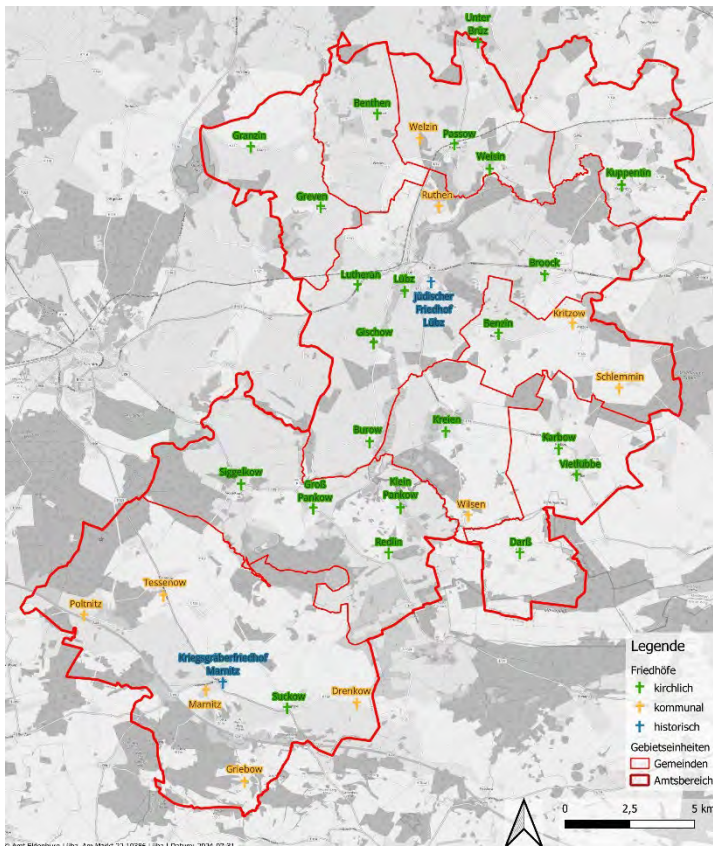 Unter
Brüz
Benthen
Welzin
Granzin
Passow
Welsin
Kuppentin
Ruthen
Greven
Broock
Lutheran
Lübz
Jüdischer
Friedhof
Lübz
Kritzow
Benzin
Gischow
Schlemmin
Kreien
Burow
Karbow
Vietlübbe
Siggelkow
Groß
Pankow
Klein
Pankow
Wilsen
Redlin
Darß
Tessenow
Poltnitz
Kriegsgräberfriedhof
Marnitz
Marnitz
Suckow
Drenkow
Griebow
Legende
Friedhöfe
kirchlich
kommunal
historisch
Gebietseinheiten
Gemeinden
Amtsbereich
0 2,5 5 km